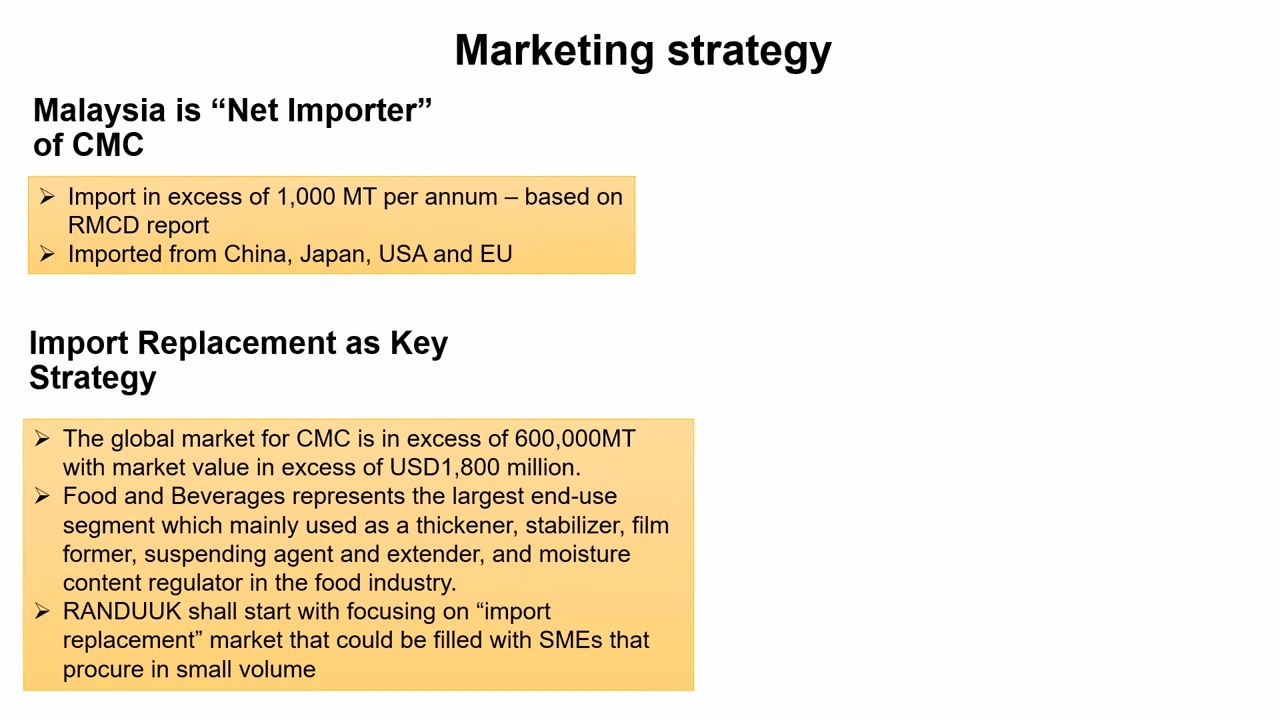 Marketing strategy
Malaysia is “Net Importer”
of CMC
➢ Import in excess of 1,000 MT per annum – based on
RMCD report
➢ Imported from China, Japan, USA and EU
Import Replacement as Key
Strategy
➢ The global market for CMC is in excess of 600,000MT
with market value in excess of USD1,800 million.
➢ Food and Beverages represents the largest end-use
segment which mainly used as a thickener, stabilizer, film
former, suspending agent and extender, and moisture
content regulator in the food industry.
➢ RANDUUK shall start with focusing on “import
replacement” market that could be filled with SMEs that
procure in small volume